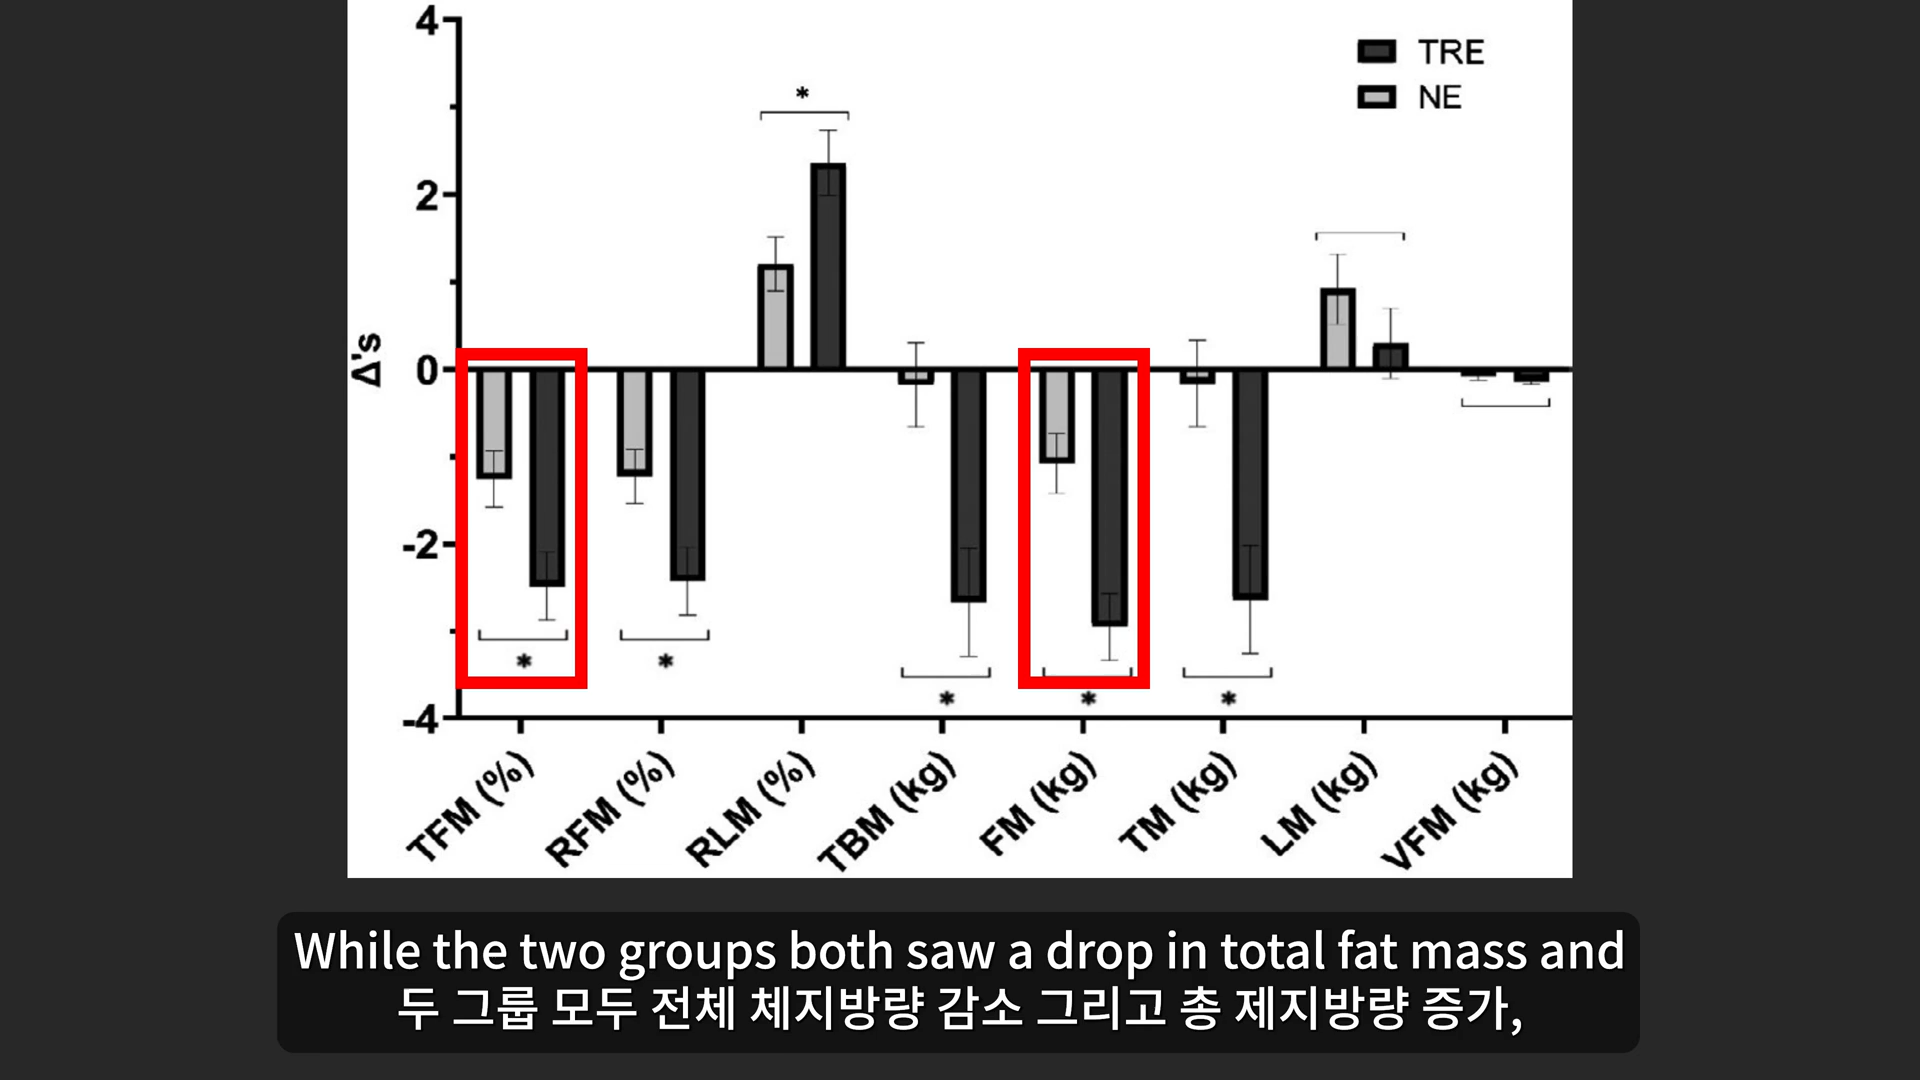 4
TRE
*
NE
2
Δ's
0
-2
* *
* * *
-4
TFM (%) RFM (%) RLM (%) TBM (kg) FM (kg) TM (kg) LM (kg) VFM (kg)
While the two groups both saw a drop in total fat mass and
두 그룹 모두 전체 체지방량 감소 그리고 총 제지방량 증가,